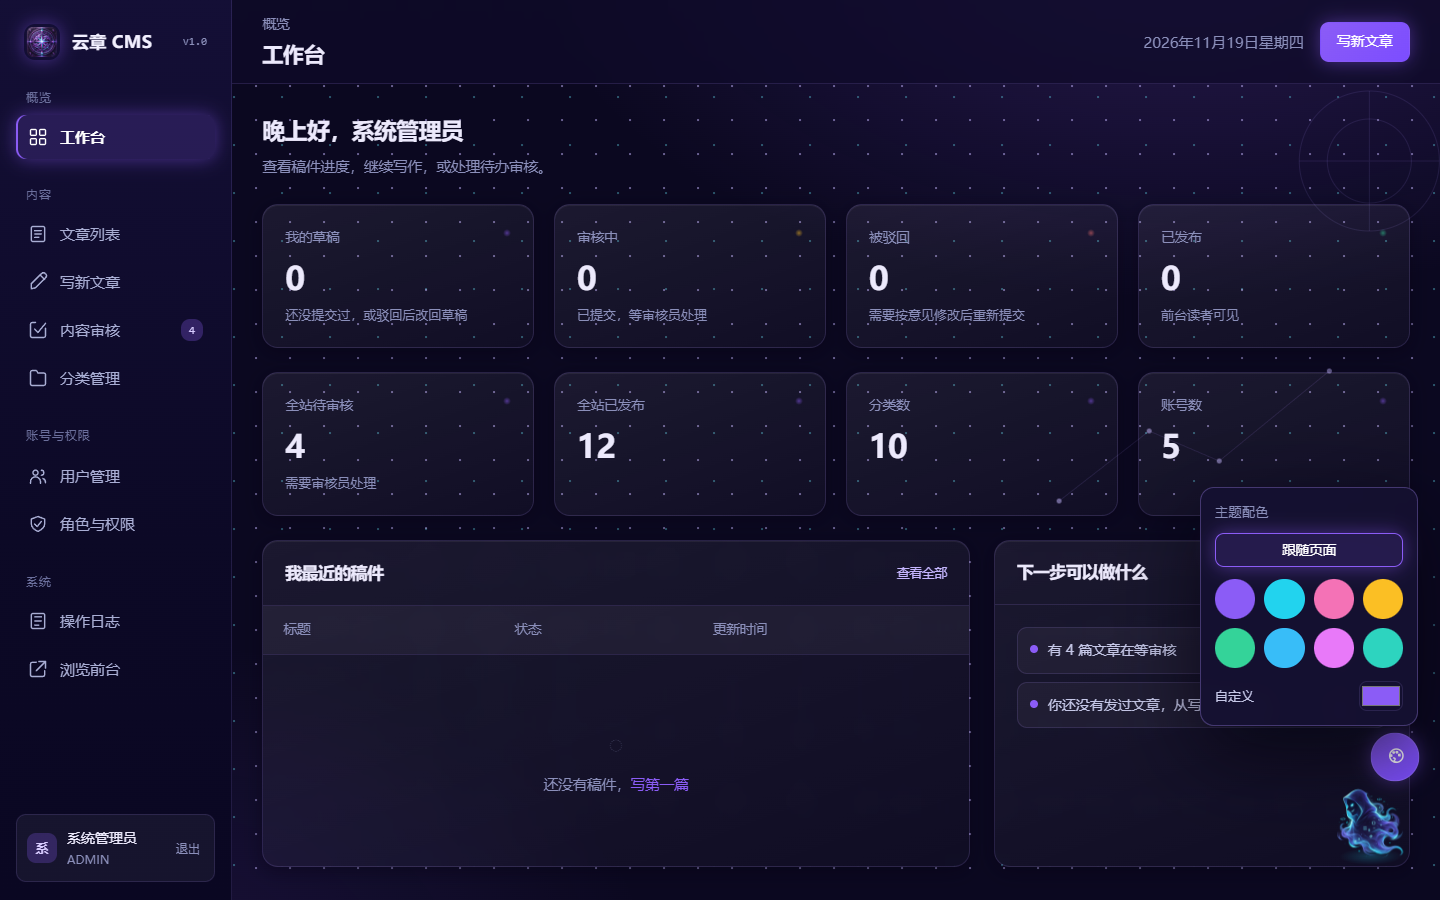 云章 CMS
v1.0
概览
工作台
内容
文章列表
写新文章
内容审核
4
分类管理
账号与权限
用户管理
角色与权限
系统
操作日志
浏览前台
系
系统管理员
ADMIN
退出
概览
工作台
2026年11月19日星期四
写新文章
晚上好，系统管理员
查看稿件进度，继续写作，或处理待办审核。
我的草稿
0
还没提交过，或驳回后改回草稿
审核中
0
已提交，等审核员处理
被驳回
0
需要按意见修改后重新提交
已发布
0
前台读者可见
全站待审核
4
需要审核员处理
全站已发布
12
分类数
10
账号数
5
我最近的稿件
查看全部
标题
状态
更新时间
还没有稿件，写第一篇
下一步可以做什么
有 4 篇文章在等审核
你还没有发过文章，从写
主题配色
跟随页面
自定义